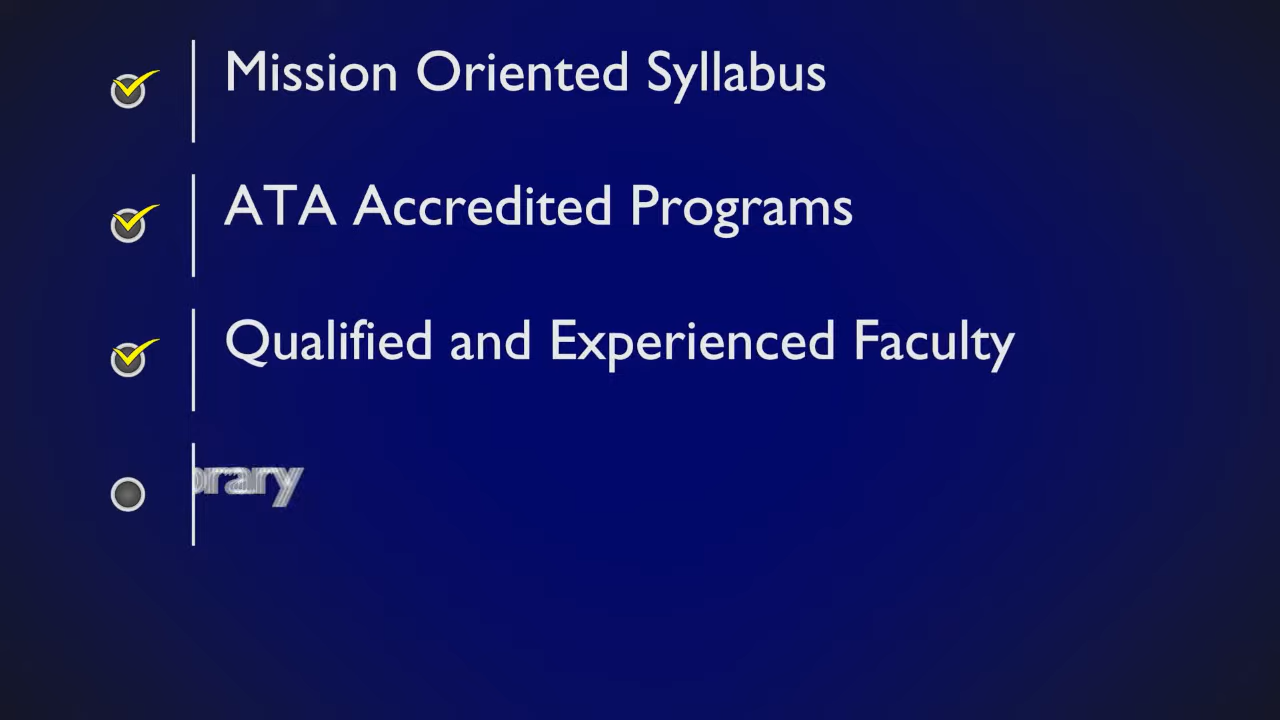 Mission Oriented Syllabus
ATA Accredited Programs
Qualified and Experienced Faculty